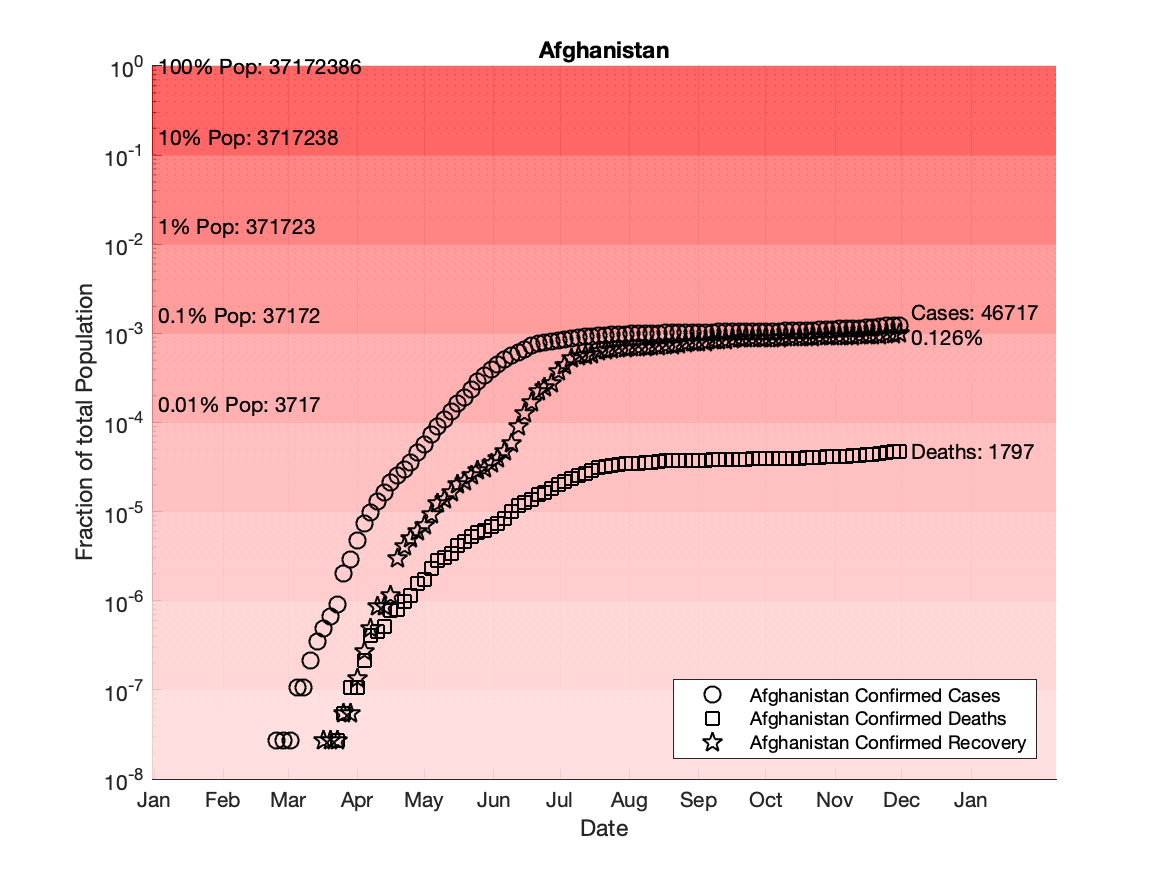 Afghanistan
10^0
100% Pop: 37172386
10% Pop: 3717238
10^-1
1% Pop: 371723
10^-2
0.1% Pop: 37172
Cases: 46717
10^-3
0.126%
0.01% Pop: 3717
10^-4
Deaths: 1797
10^-5
10^-6
10^-7
10^-8
Fraction of total Population
Afghanistan Confirmed Cases
Afghanistan Confirmed Deaths
Afghanistan Confirmed Recovery
Jan Feb Mar Apr May Jun Jul Aug Sep Oct Nov Dec Jan
Date